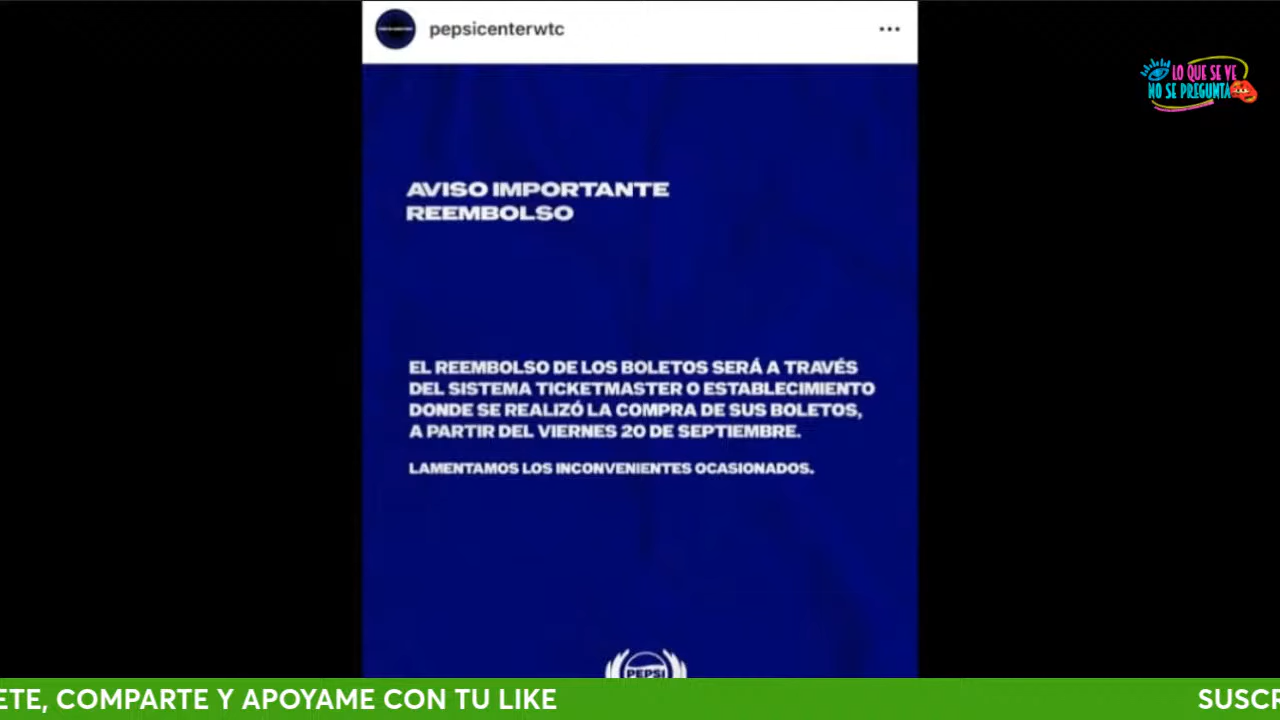 pepsicenterwtc
LO QUE SE VE
NO SE PREGUNTA
AVISO IMPORTANTE
REEMBOLSO
EL REEMBOLSO DE LOS BOLETOS SERÁ A TRAVÉS
DEL SISTEMA TICKETMASTER O ESTABLECIMIENTO
DONDE SE REALIZÓ LA COMPRA DE SUS BOLETOS,
A PARTIR DEL VIERNES 20 DE SEPTIEMBRE.
LAMENTAMOS LOS INCONVENIENTES OCASIONADOS.
PEPSI
ETE, COMPARTE Y APOYAME CON TU LIKE
SUSCR